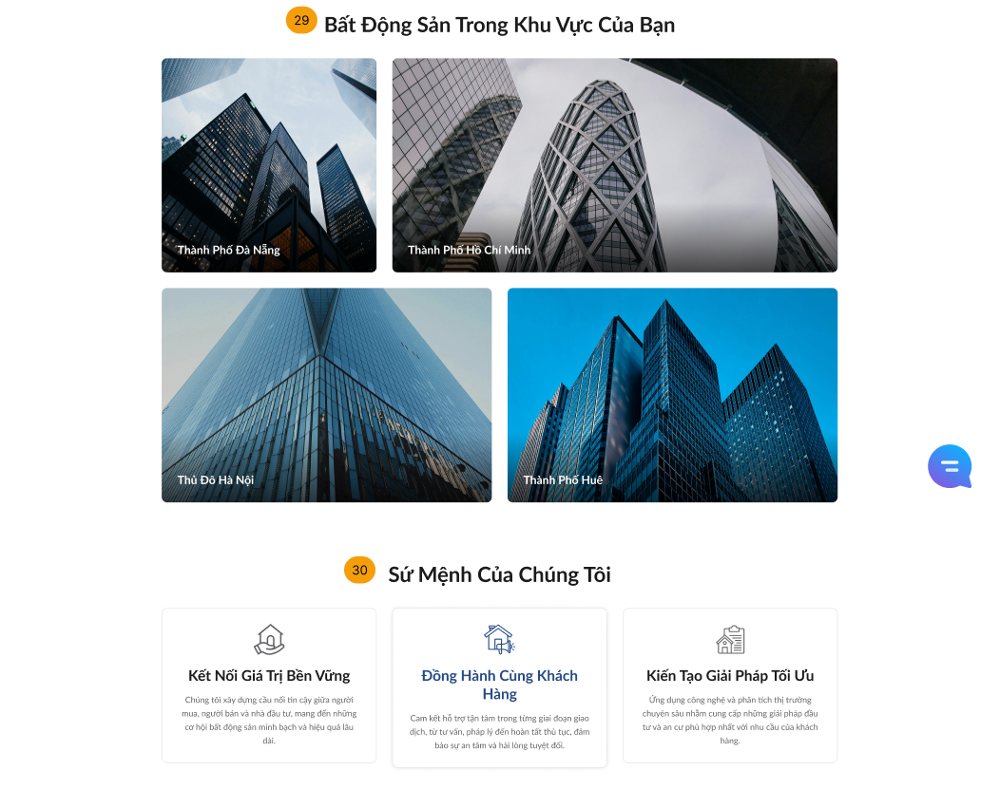 29 Bất Động Sản Trong Khu Vực Của Bạn
Thành Phố Đà Nẵng
Thành Phố Hồ Chí Minh
Thủ Đô Hà Nội
Thành Phố Huê
30 Sứ Mệnh Của Chúng Tôi
Kết Nối Giá Trị Bền Vững
Chúng tôi xây dựng cầu nối tin cậy giữa người
mua, người bán và nhà đầu tư, mang đến những
cơ hội bất động sản minh bạch và hiệu quả lâu
dài.
Đồng Hành Cùng Khách
Hàng
Cam kết hỗ trợ tận tâm trong từng giai đoạn giao
dịch, từ tư vấn, pháp lý đến hoàn tất thủ tục, đảm
bảo sự an tâm và hài lòng tuyệt đối.
Kiến Tạo Giải Pháp Tối Ưu
Ứng dụng công nghệ và phân tích thị trường
chuyên sâu nhằm cung cấp những giải pháp đầu
tư và an cư phù hợp nhất với nhu cầu của khách
hàng.